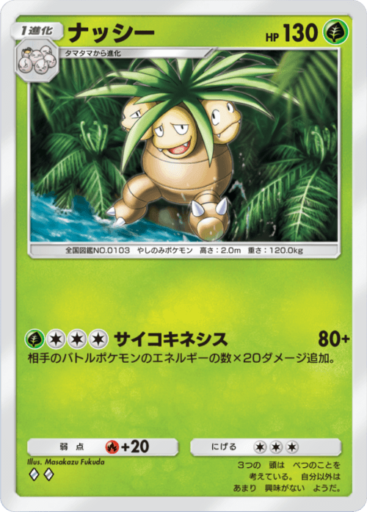 1進化
ナッシー
HP 130
タマタマから進化
全国図鑑NO.0103 やしのみポケモン 高さ：2.0m 重さ：120.0kg
サイコキネシス 80+
相手のバトルポケモンのエネルギーの数×20ダメージ追加。
弱点 +20 にげる
Illus. Masakazu Fukuda
3つの 頭は べつのことを
考えている。自分以外は
あまり 興味がない ようだ。